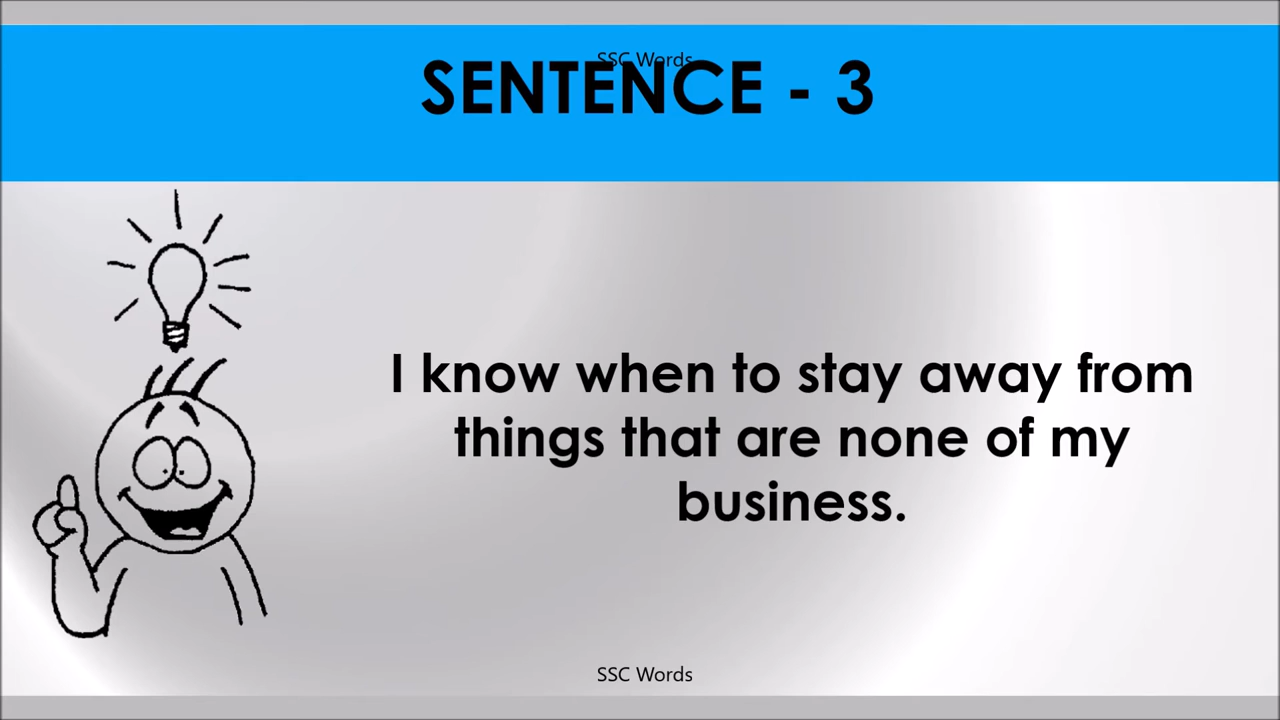 SSC Words
SENTENCE - 3
I know when to stay away from
things that are none of my
business.
SSC Words